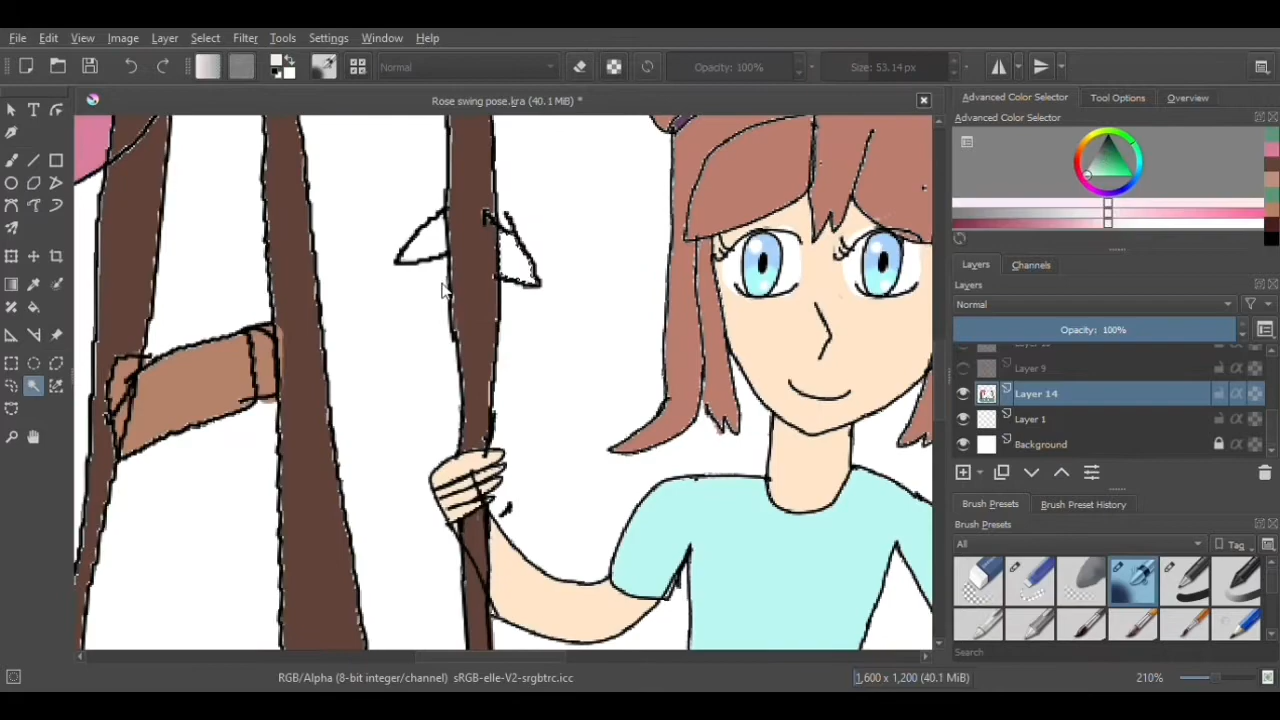 File Edit View Image Layer Select Filter Tools Settings Window Help
Normal Opacity: 100% Size: 53.14 px
Rose swing pose.kra (40.1 MiB) *
Advanced Color Selector Tool Options Overview
Advanced Color Selector
Layers Channels
Layers
Normal
Opacity: 100%
Layer 9
Layer 14
Layer 1
Background
Brush Presets Brush Preset History
Brush Presets
All Tag
Search
RGB/Alpha (8-bit integer/channel) sRGB-elle-V2-srgbtrc.icc 1,600 x 1,200 (40.1 MiB) 210%